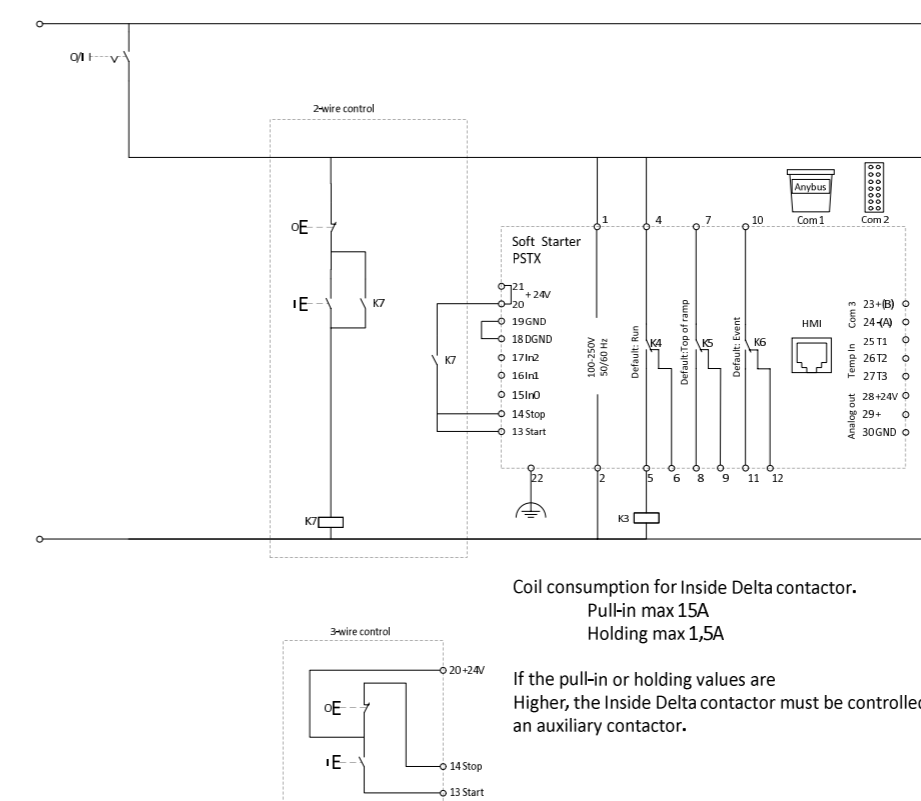 O/I
2-wire control
OE
IE
K7
K7
K7
Soft Starter
PSTX
1
4
7
10
Anybus
Com 1
Com 2
21
+ 24V
20
19 GND
18 DGND
17 In2
16 In1
15 In0
14 Stop
13 Start
100-250V
50/60 Hz
Default: Run
K4
Default:Top of ramp
K5
Default: Event
K6
HMI
Com 3
Temp In
Analog out
23+(B)
24-(A)
25 T1
26 T2
27 T3
28+24V
29+
30 GND
22
2
5
6
8
9
11
12
K3
Coil consumption for Inside Delta contactor.
Pull-in max 15A
Holding max 1,5A
If the pull-in or holding values are
Higher, the Inside Delta contactor must be controlled
an auxiliary contactor.
3-wire control
20+24V
OE
IE
14 Stop
13 Start